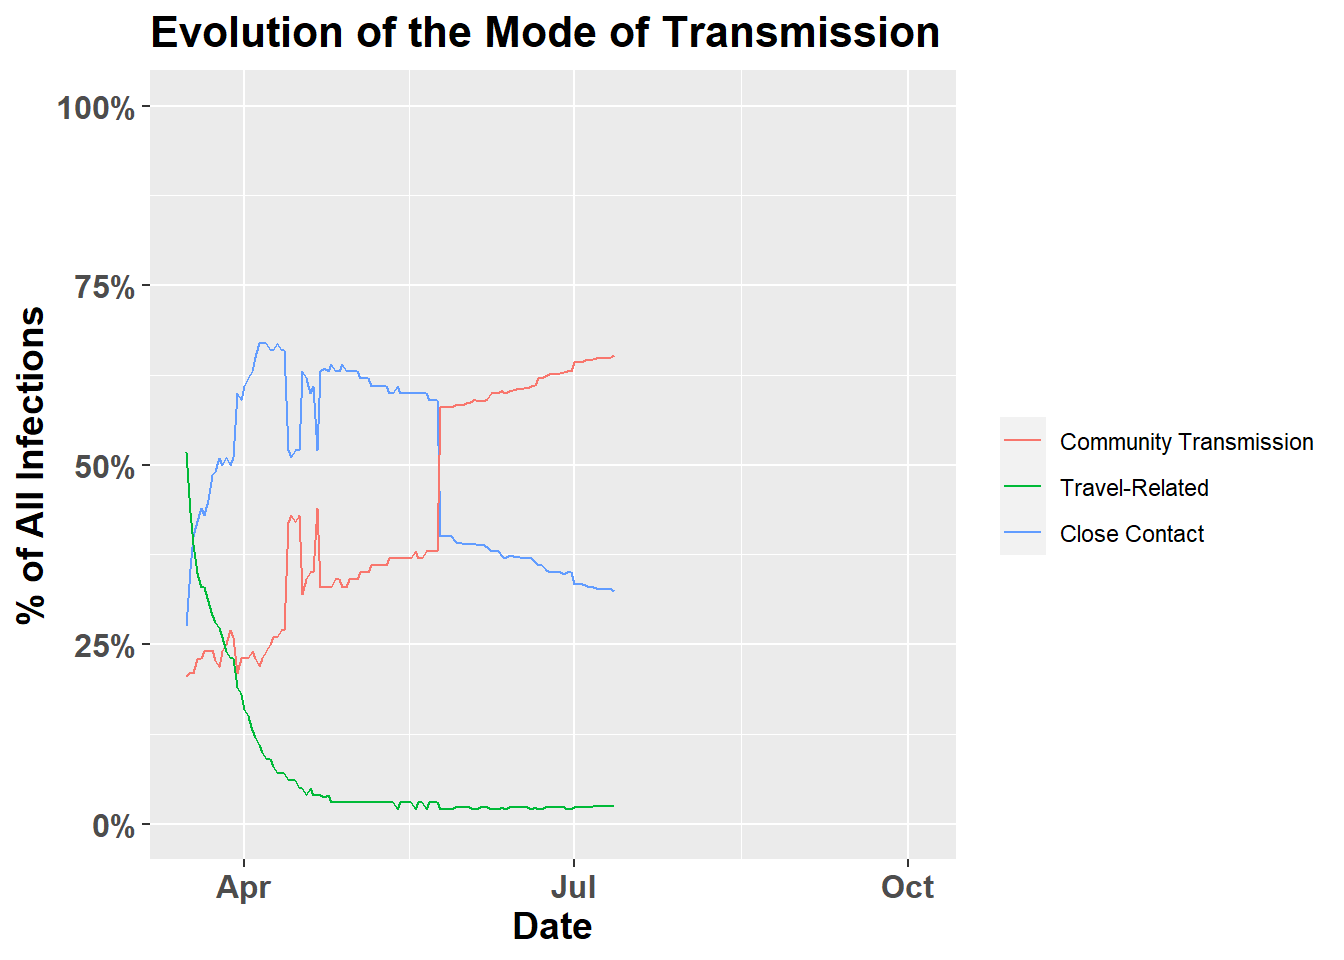 Evolution of the Mode of Transmission
% of All Infections
100%
75%
50%
25%
0%
Apr
Jul
Oct
Date
Community Transmission
Travel-Related
Close Contact